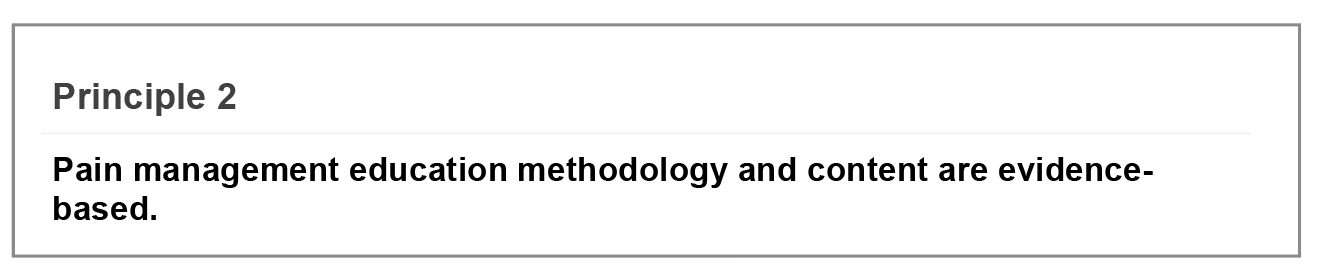 Principle 2
Pain management education methodology and content are evidence-
based.